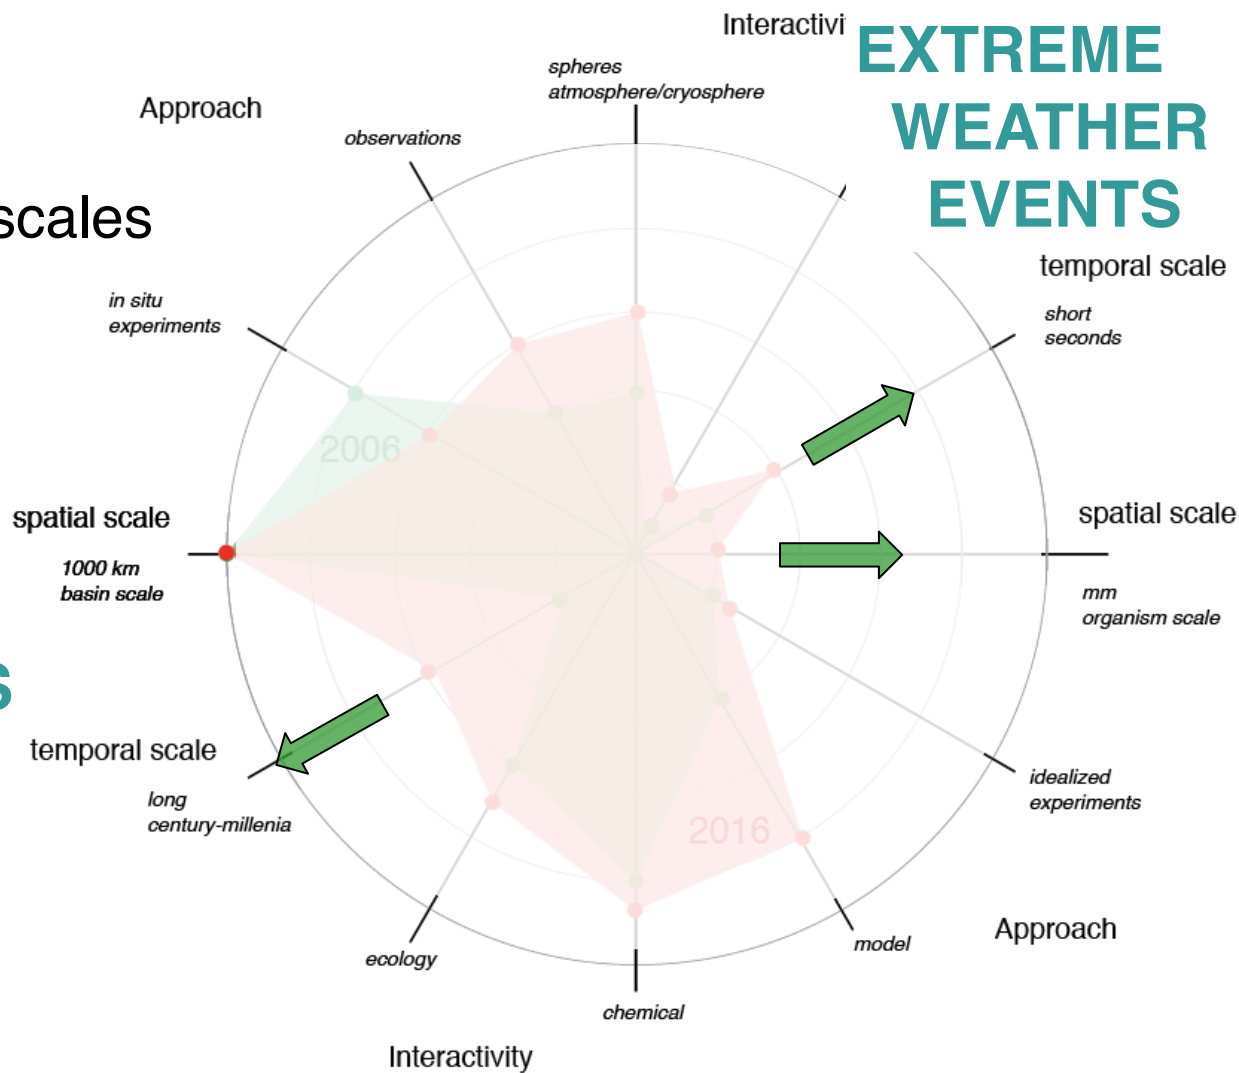 Interactivi
EXTREME
WEATHER
EVENTS
spheres
atmosphere/cryosphere
Approach
observations
scales
temporal scale
short
seconds
in situ
experiments
2006
spatial scale
1000 km
basin scale
spatial scale
mm
organism scale
S
temporal scale
long
century-millenia
idealized
experiments
2016
Approach
model
ecology
chemical
Interactivity